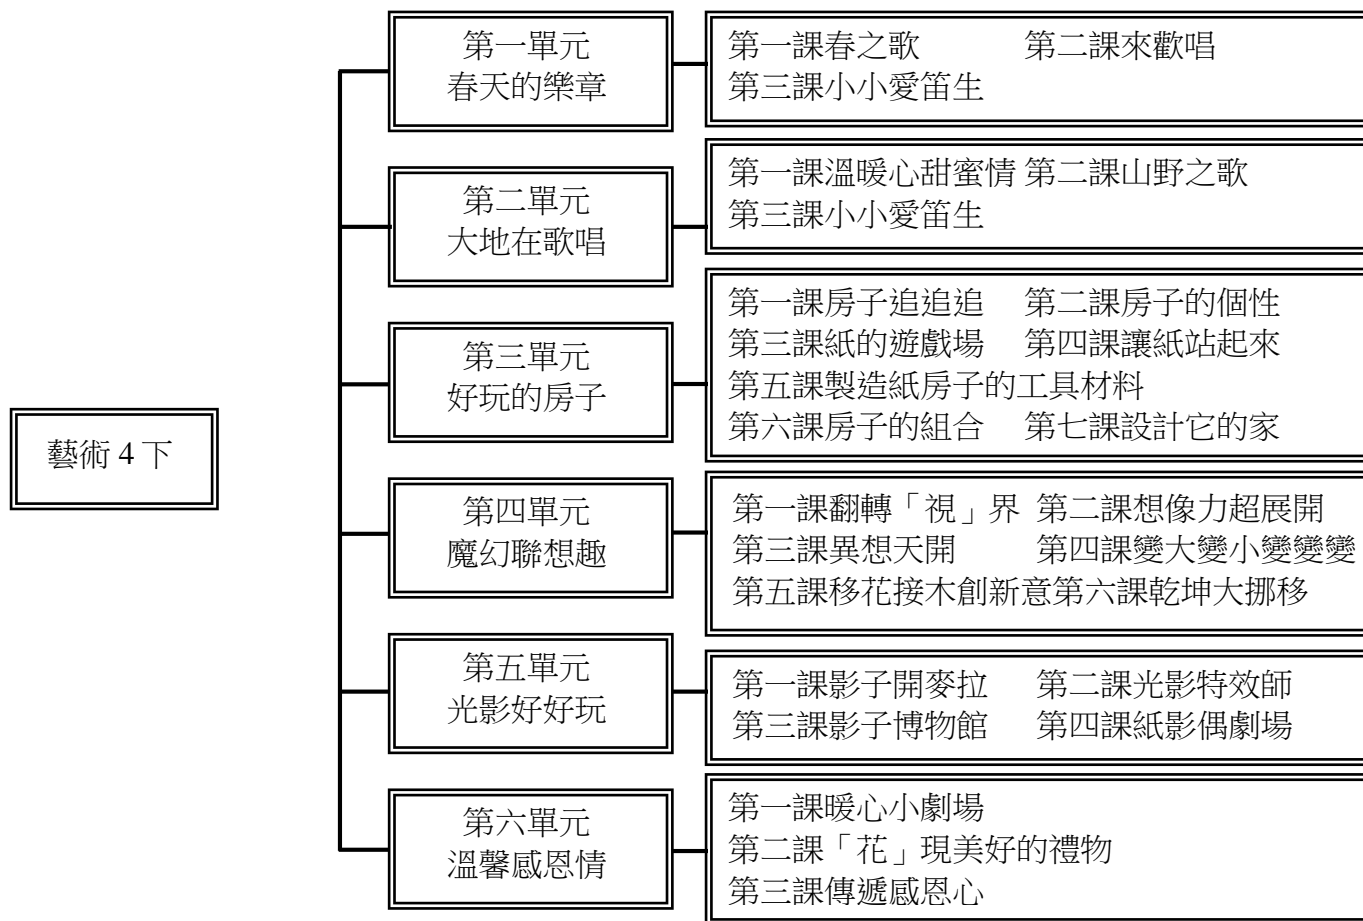 第一單元
春天的樂章
第一課春之歌 第二課來歡唱
第三課小小愛笛生
第二單元
大地在歌唱
第一課溫暖心甜蜜情 第二課山野之歌
第三課小小愛笛生
第三單元
好玩的房子
第一課房子追追追 第二課房子的個性
第三課紙的遊戲場 第四課讓紙站起來
第五課製造紙房子的工具材料
第六課房子的組合 第七課設計它的家
藝術 4 下
第四單元
魔幻聯想趣
第一課翻轉「視」界 第二課想像力超展開
第三課異想天開 第四課變大變小變變變
第五課移花接木創新意第六課乾坤大挪移
第五單元
光影好好玩
第一課影子開麥拉 第二課光影特效師
第三課影子博物館 第四課紙影偶劇場
第六單元
溫馨感恩情
第一課暖心小劇場
第二課「花」現美好的禮物
第三課傳遞感恩心